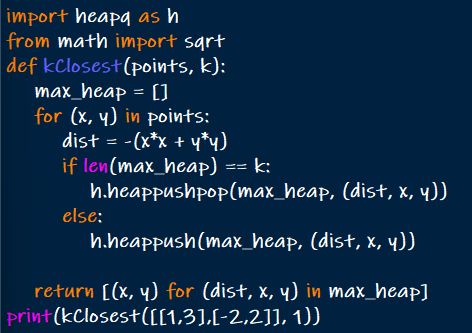 import heapq as h
from math import sqrt
def kClosest(points, k):
    max_heap = []
    for (x, y) in points:
        dist = -(x*x + y*y)
        if len(max_heap) == k:
            h.heappushpop(max_heap, (dist, x, y))
        else:
            h.heappush(max_heap, (dist, x, y))

    return [(x, y) for (dist, x, y) in max_heap]
print(kClosest([[1,3],[-2,2]], 1))